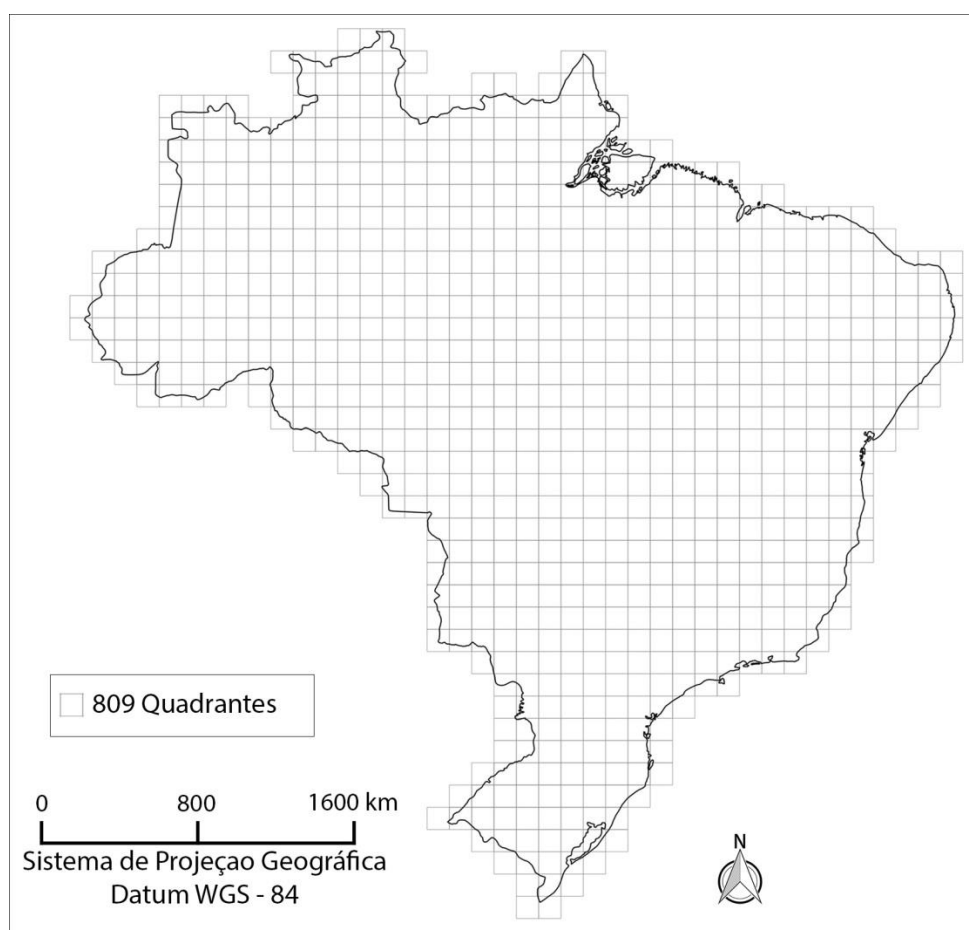 809 Quadrantes
0 800 1600 km
Sistema de Projeçao Geográfica
Datum WGS - 84
N